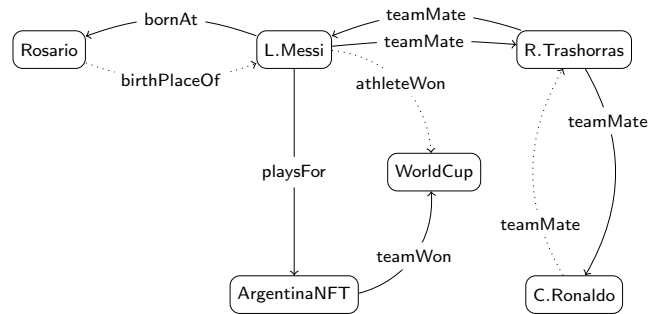 teamMate
bornAt
teamMate
Rosario
L.Messi
R.Trashorras
birthPlaceOf
athleteWon
teamMate
playsFor
WorldCup
teamMate
teamWon
ArgentinaNFT
C.Ronaldo